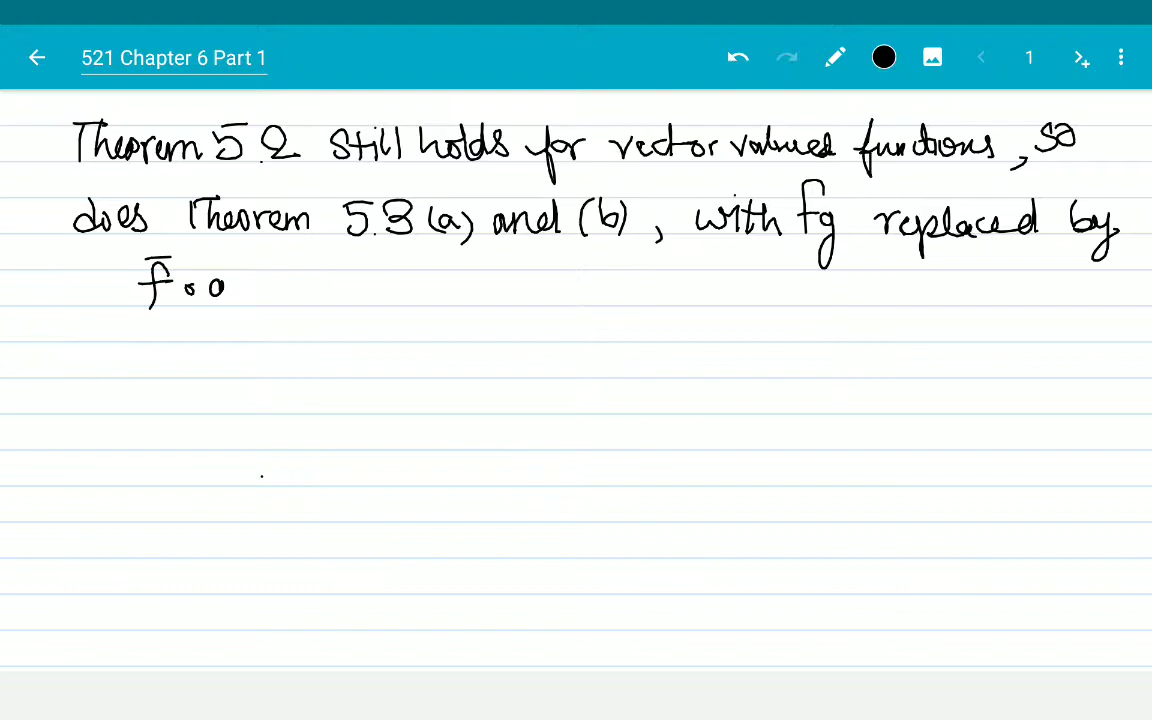 521 Chapter 6 Part 1
1
Theorem 5.2 still holds for vector valued functions, so
does Theorem 5.3 (a) and (b), with fg replaced by
f̅ ·